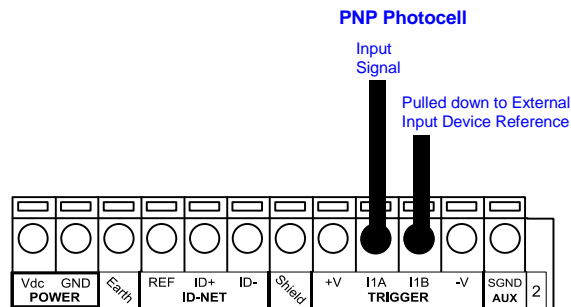 PNP Photocell
Input
Signal
Pulled down to External
Input Device Reference
Vdc GND Earth REF ID+ ID- Shield +V I1A I1B -V SGND 2
POWER ID-NET TRIGGER AUX